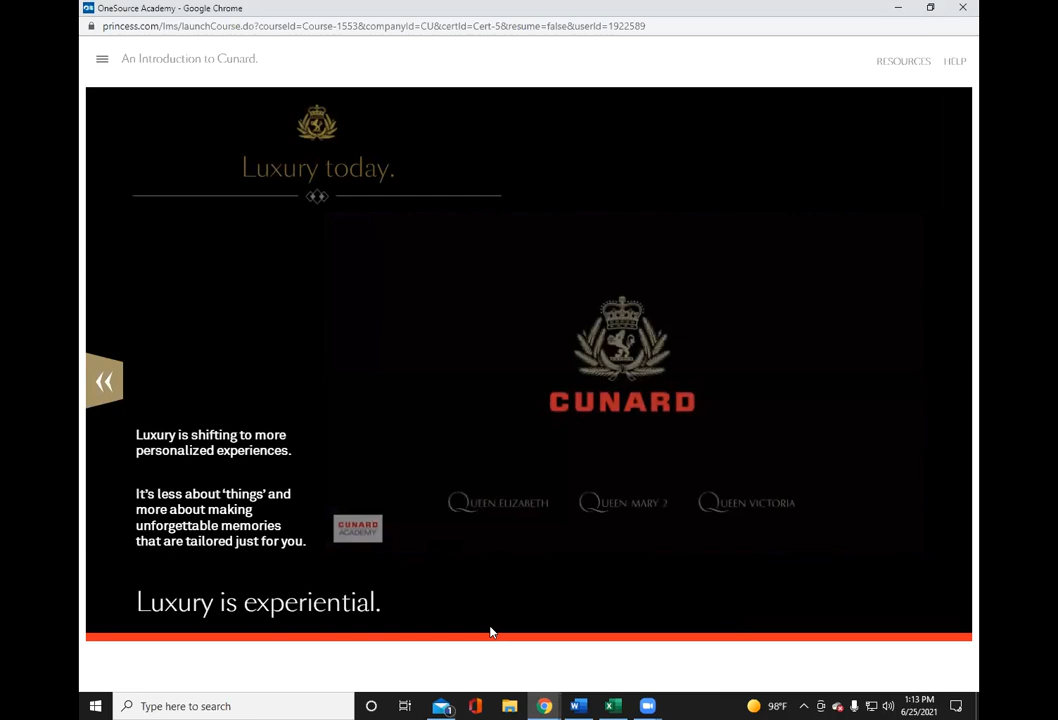 OneSource Academy - Google Chrome
princess.com/lms/launchCourse.do?courseId=Course-1553&companyId=CU&certId=Cert-5&resume=false&userId=1922589
An Introduction to Cunard.
RESOURCES HELP
Luxury today.
CUNARD
Luxury is shifting to more
personalized experiences.
It's less about 'things' and
more about making
unforgettable memories
that are tailored just for you.
QUEEN ELIZABETH QUEEN MARY 2 QUEEN VICTORIA
CUNARD
ACADEMY
Luxury is experiential.
Type here to search
1
98°F
1:13 PM
6/25/2021